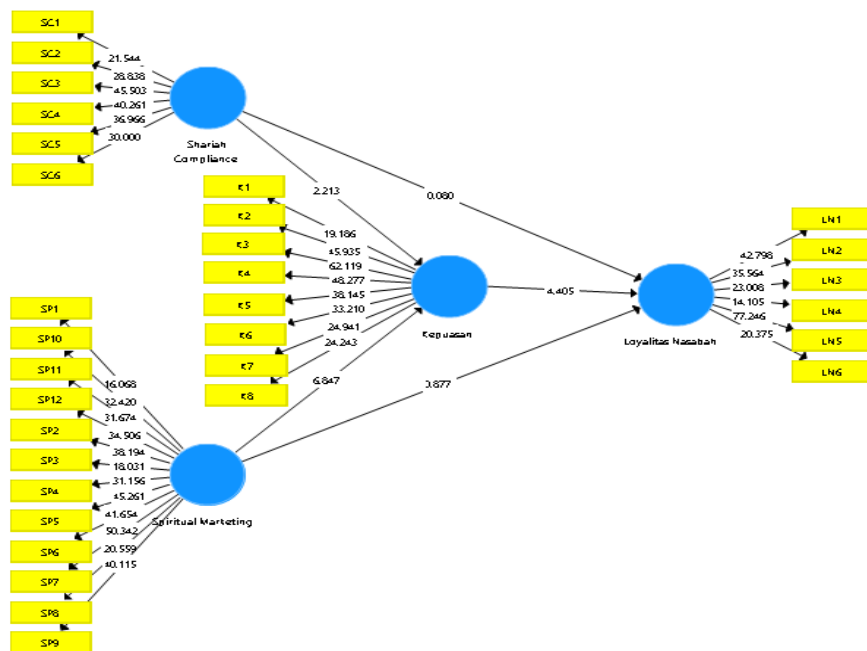 SC1
SC2
SC3
SC4
SC5
SC6
21.544
28.838
45.503
40.261
36.966
30.000
Shariah
Compliance
2.213
0.080
K1
K2
K3
K4
K5
K6
K7
K8
19.186
45.935
62.119
48.277
38.145
33.210
24.941
24.243
Kepuasan
4.405
6.847
0.877
LN1
LN2
LN3
LN4
LN5
LN6
42.798
35.564
23.008
14.105
77.246
20.375
Loyalitas Nasabah
SP1
SP10
SP11
SP12
SP2
SP3
SP4
SP5
SP6
SP7
SP8
SP9
16.068
32.420
31.674
34.506
38.194
18.031
31.156
45.261
41.654
50.342
20.559
40.115
Spiritual Marketing